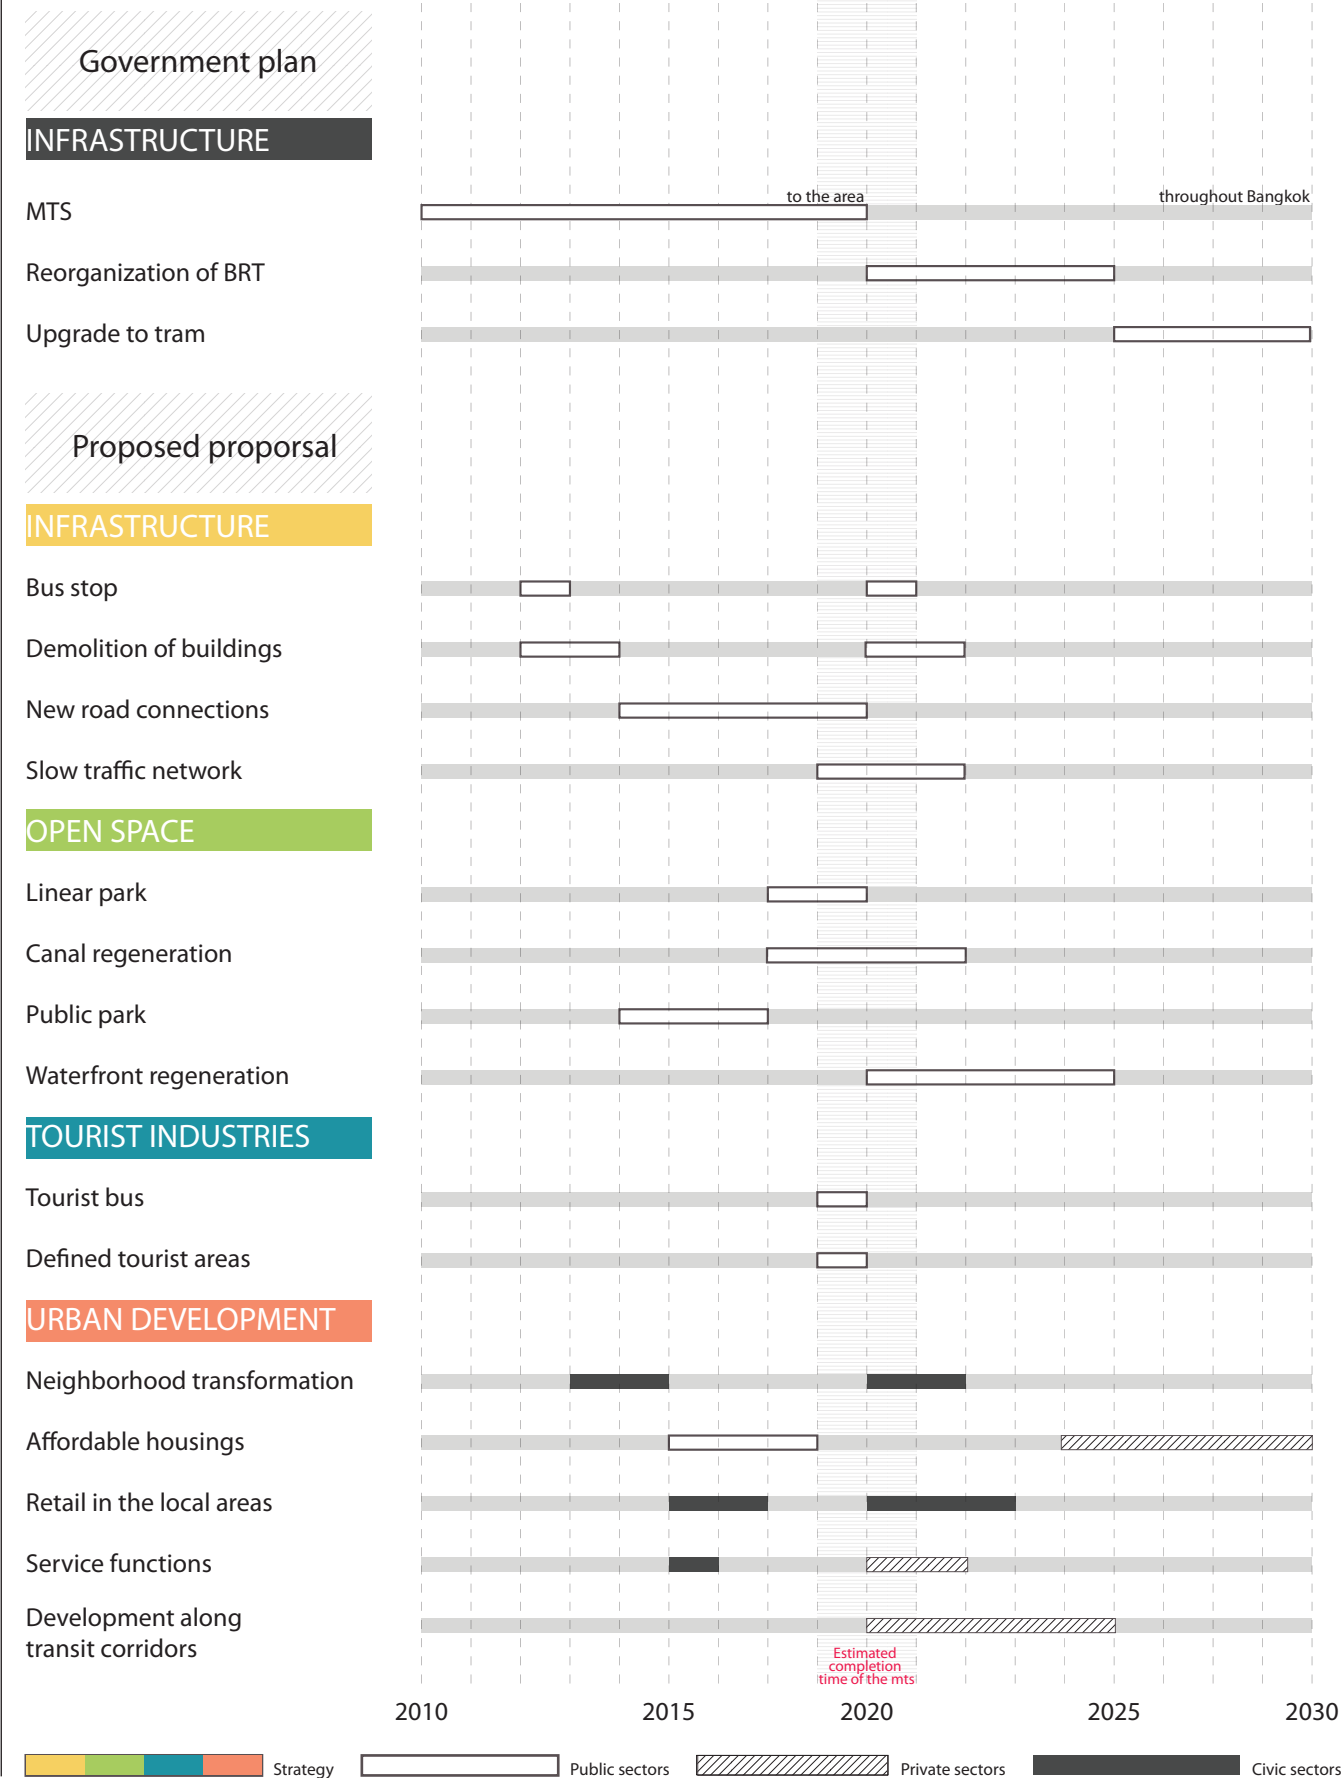 Government plan
INFRASTRUCTURE
to the area
throughout Bangkok
MTS
Reorganization of BRT
Upgrade to tram
Proposed proporsal
INFRASTRUCTURE
Bus stop
Demolition of buildings
New road connections
Slow traffic network
OPEN SPACE
Linear park
Canal regeneration
Public park
Waterfront regeneration
TOURIST INDUSTRIES
Tourist bus
Defined tourist areas
URBAN DEVELOPMENT
Neighborhood transformation
Affordable housings
Retail in the local areas
Service functions
Development along
transit corridors
Estimated
completion
time of the mts
2010 2015 2020 2025 2030
Strategy Public sectors Private sectors Civic sectors